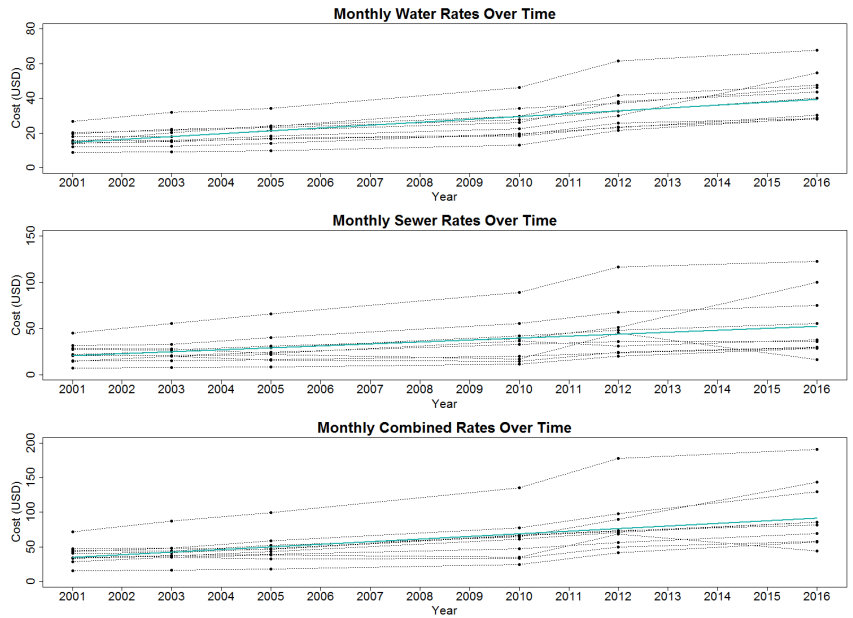 Monthly Water Rates Over Time
Cost (USD)
0 20 40 60 80
2001 2002 2003 2004 2005 2006 2007 2008 2009 2010 2011 2012 2013 2014 2015 2016
Year
Monthly Sewer Rates Over Time
Cost (USD)
0 50 100 150
2001 2002 2003 2004 2005 2006 2007 2008 2009 2010 2011 2012 2013 2014 2015 2016
Year
Monthly Combined Rates Over Time
Cost (USD)
0 50 100 150 200
2001 2002 2003 2004 2005 2006 2007 2008 2009 2010 2011 2012 2013 2014 2015 2016
Year